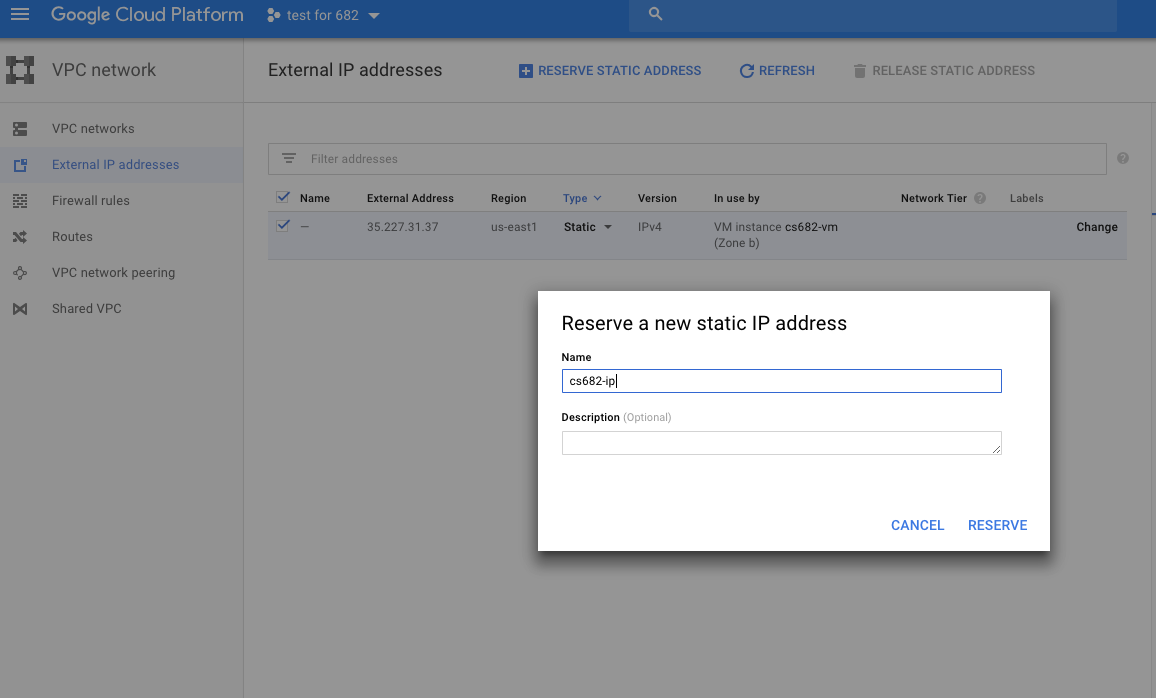 Google Cloud Platform test for 682
VPC network
External IP addresses RESERVE STATIC ADDRESS REFRESH RELEASE STATIC ADDRESS
VPC networks
External IP addresses
Firewall rules
Routes
VPC network peering
Shared VPC
Filter addresses ?
Name External Address Region Type Version In use by Network Tier ? Labels
— 35.227.31.37 us-east1 Static IPv4 VM instance cs682-vm Change
(Zone b)
Reserve a new static IP address
Name
cs682-ip
Description (Optional)
CANCEL RESERVE